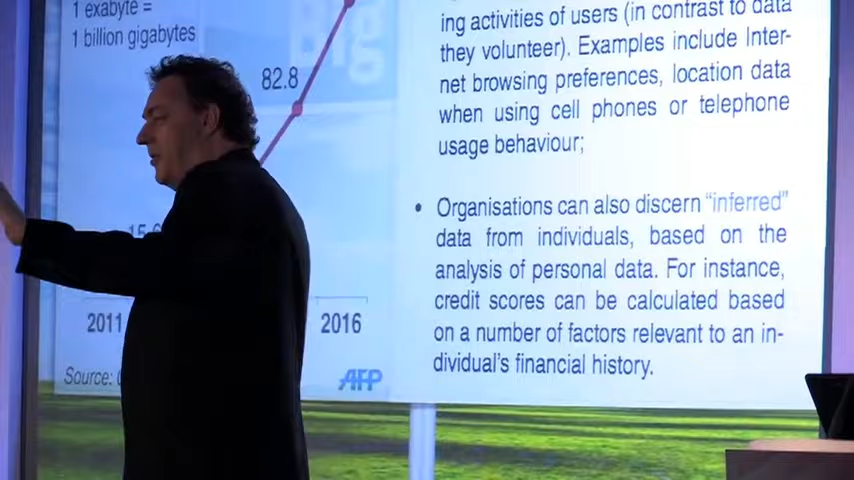 1 exabyte =
1 billion gigabytes
Big
82.8
15.6
2011
2016
Source:
AFP
ing activities of users (in contrast to data
they volunteer). Examples include Inter-
net browsing preferences, location data
when using cell phones or telephone
usage behaviour;
• Organisations can also discern “inferred”
data from individuals, based on the
analysis of personal data. For instance,
credit scores can be calculated based
on a number of factors relevant to an in-
dividual’s financial history.